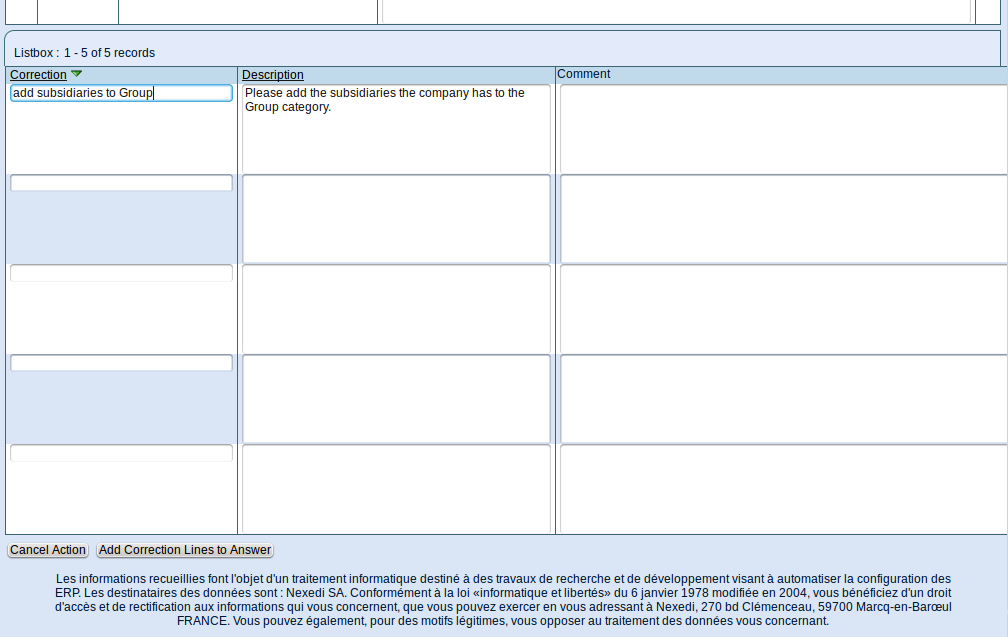 Listbox : 1 - 5 of 5 records
Correction Description Comment
add subsidiaries to Group
Please add the subsidiaries the company has to the
Group category.
Cancel Action Add Correction Lines to Answer
Les informations recueillies font l'objet d'un traitement informatique destiné à des travaux de recherche et de développement visant à automatiser la configuration des
ERP. Les destinataires des données sont : Nexedi SA. Conformément à la loi «informatique et libertés» du 6 janvier 1978 modifiée en 2004, vous bénéficiez d'un droit
d'accès et de rectification aux informations qui vous concernent, que vous pouvez exercer en vous adressant à Nexedi, 270 bd Clémenceau, 59700 Marcq-en-Barœul
FRANCE. Vous pouvez également, pour des motifs légitimes, vous opposer au traitement des données vous concernant.